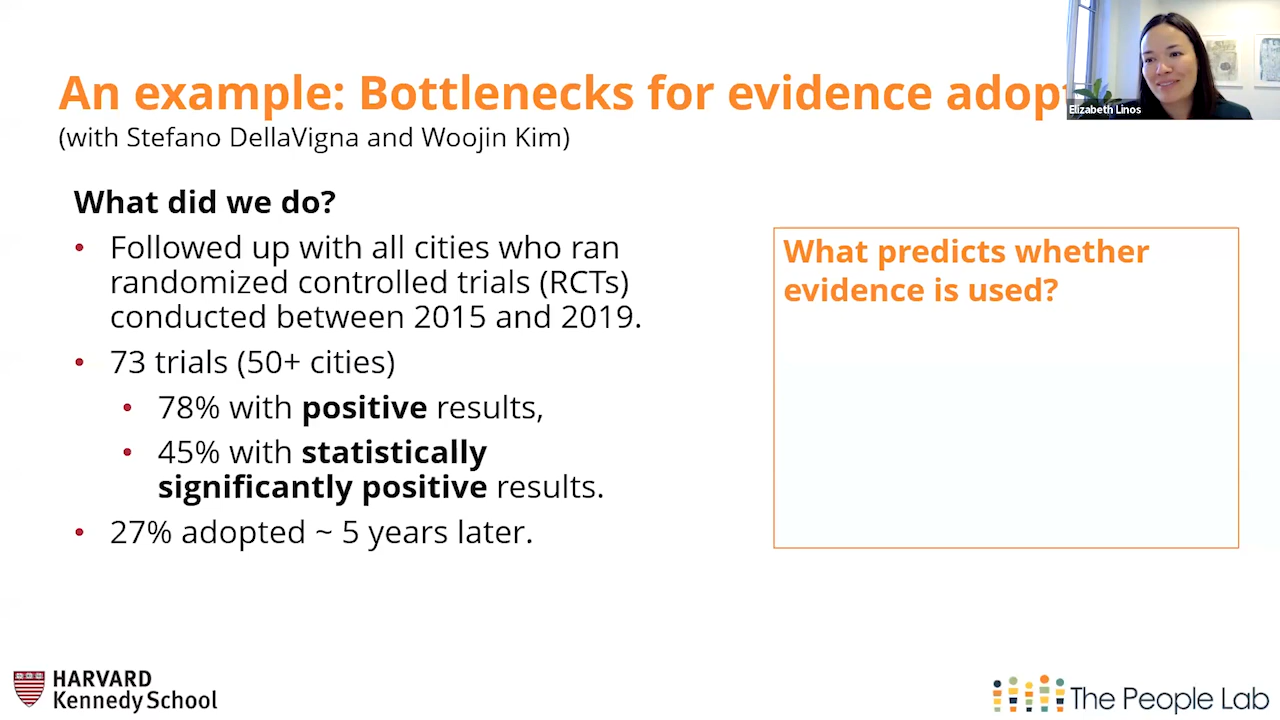 An example: Bottlenecks for evidence adop
Elizabeth Linos
(with Stefano DellaVigna and Woojin Kim)
What did we do?
• Followed up with all cities who ran
randomized controlled trials (RCTs)
conducted between 2015 and 2019.
• 73 trials (50+ cities)
• 78% with positive results,
• 45% with statistically
significantly positive results.
• 27% adopted ~ 5 years later.
What predicts whether
evidence is used?
HARVARD
Kennedy School
The People Lab